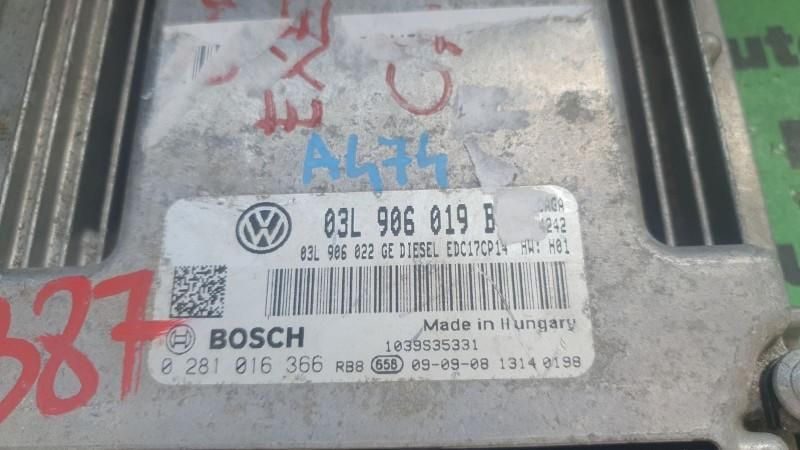 A474
03L 906 019 B
03L 906 022 GE DIESEL EDC17CP14 HW: H01
BOSCH
Made in Hungary
1039S35331
0 281 016 366 RB8 658 09-09-08 1314 0198
387